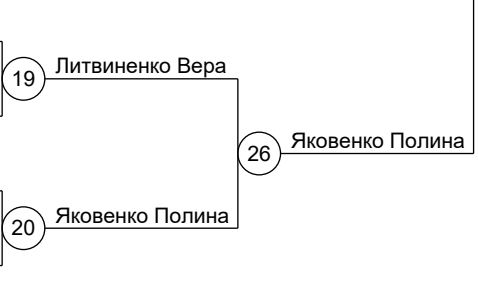 19 Литвиненко Вера
26 Яковенко Полина
20 Яковенко Полина